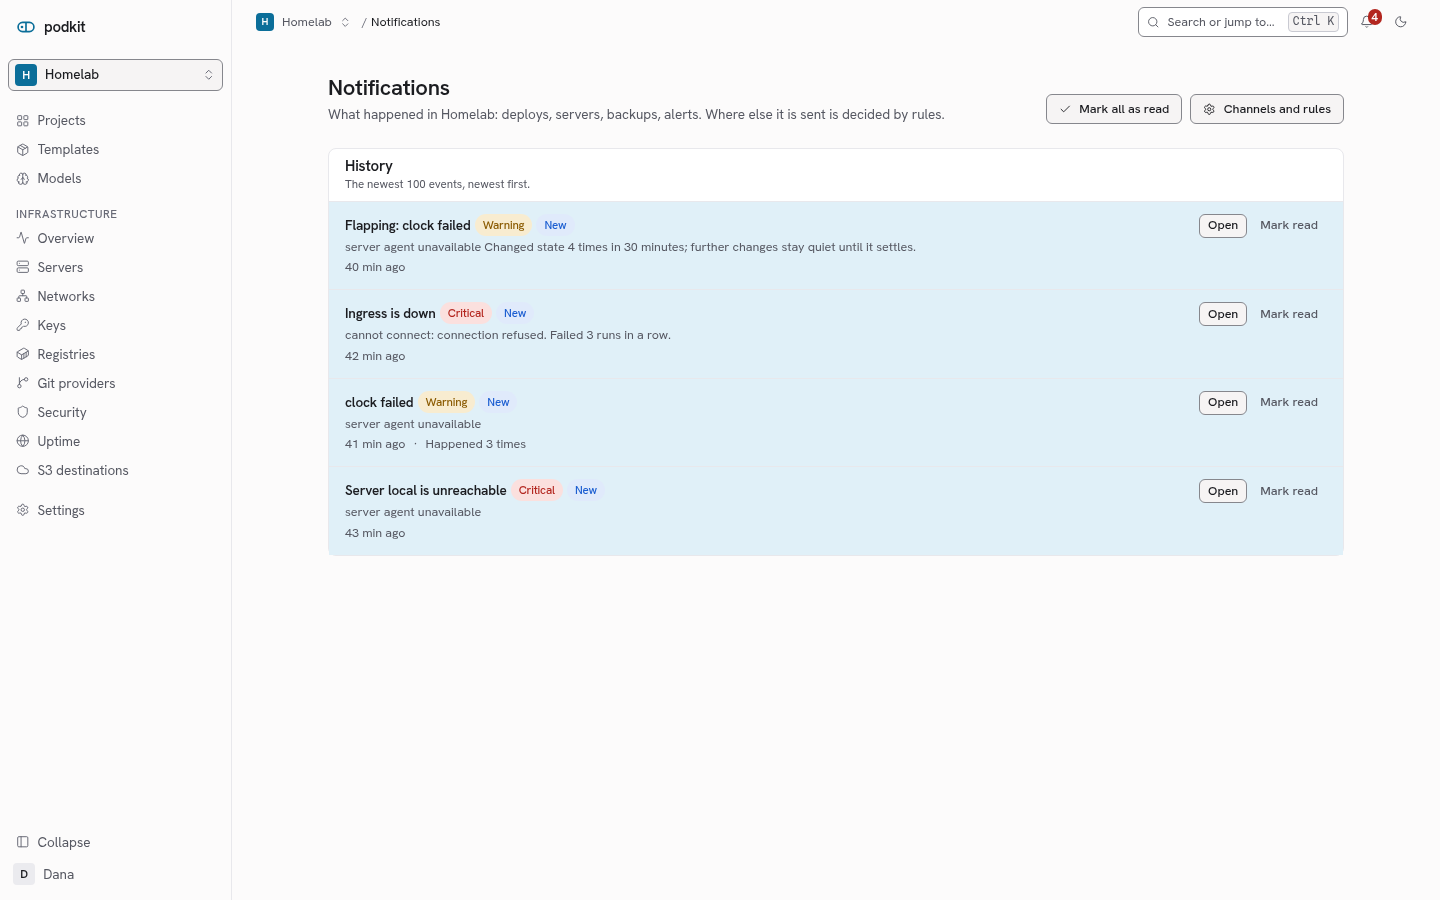 podkit
H Homelab
Projects
Templates
Models
INFRASTRUCTURE
Overview
Servers
Networks
Keys
Registries
Git providers
Security
Uptime
S3 destinations
Settings
Collapse
D Dana
H Homelab / Notifications
Search or jump to... Ctrl K
4
Notifications
What happened in Homelab: deploys, servers, backups, alerts. Where else it is sent is decided by rules.
Mark all as read
Channels and rules
History
The newest 100 events, newest first.
Flapping: clock failed Warning New
server agent unavailable Changed state 4 times in 30 minutes; further changes stay quiet until it settles.
40 min ago
Open Mark read
Ingress is down Critical New
cannot connect: connection refused. Failed 3 runs in a row.
42 min ago
Open Mark read
clock failed Warning New
server agent unavailable
41 min ago · Happened 3 times
Open Mark read
Server local is unreachable Critical New
server agent unavailable
43 min ago
Open Mark read